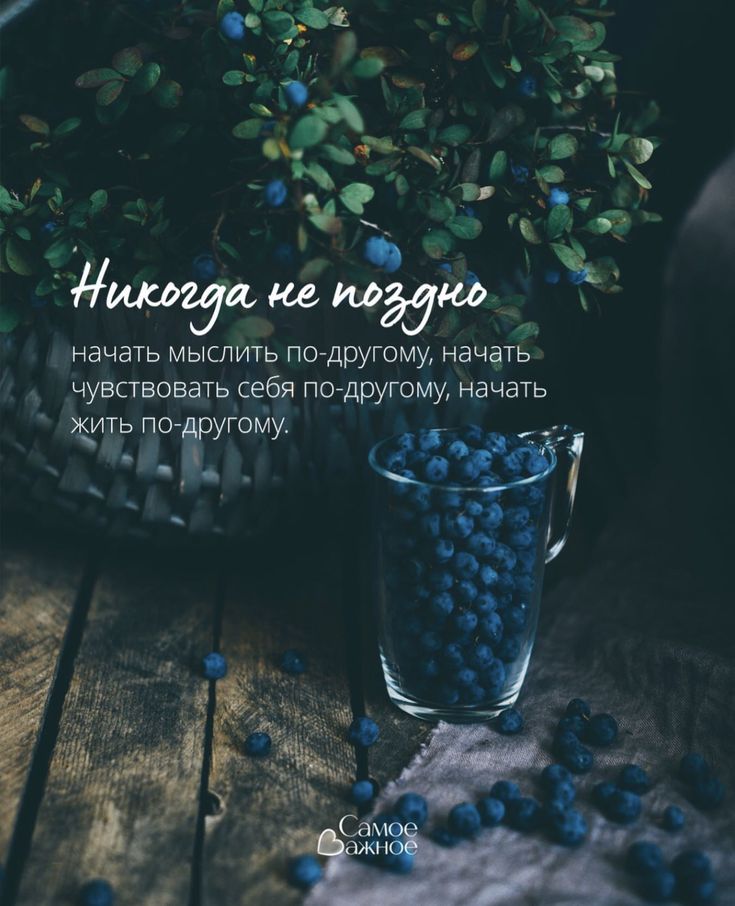 Никогда не поздно
начать мыслить по-другому, начать
чувствовать себя по-другому, начать
жить по-другому.
Самое
Важное